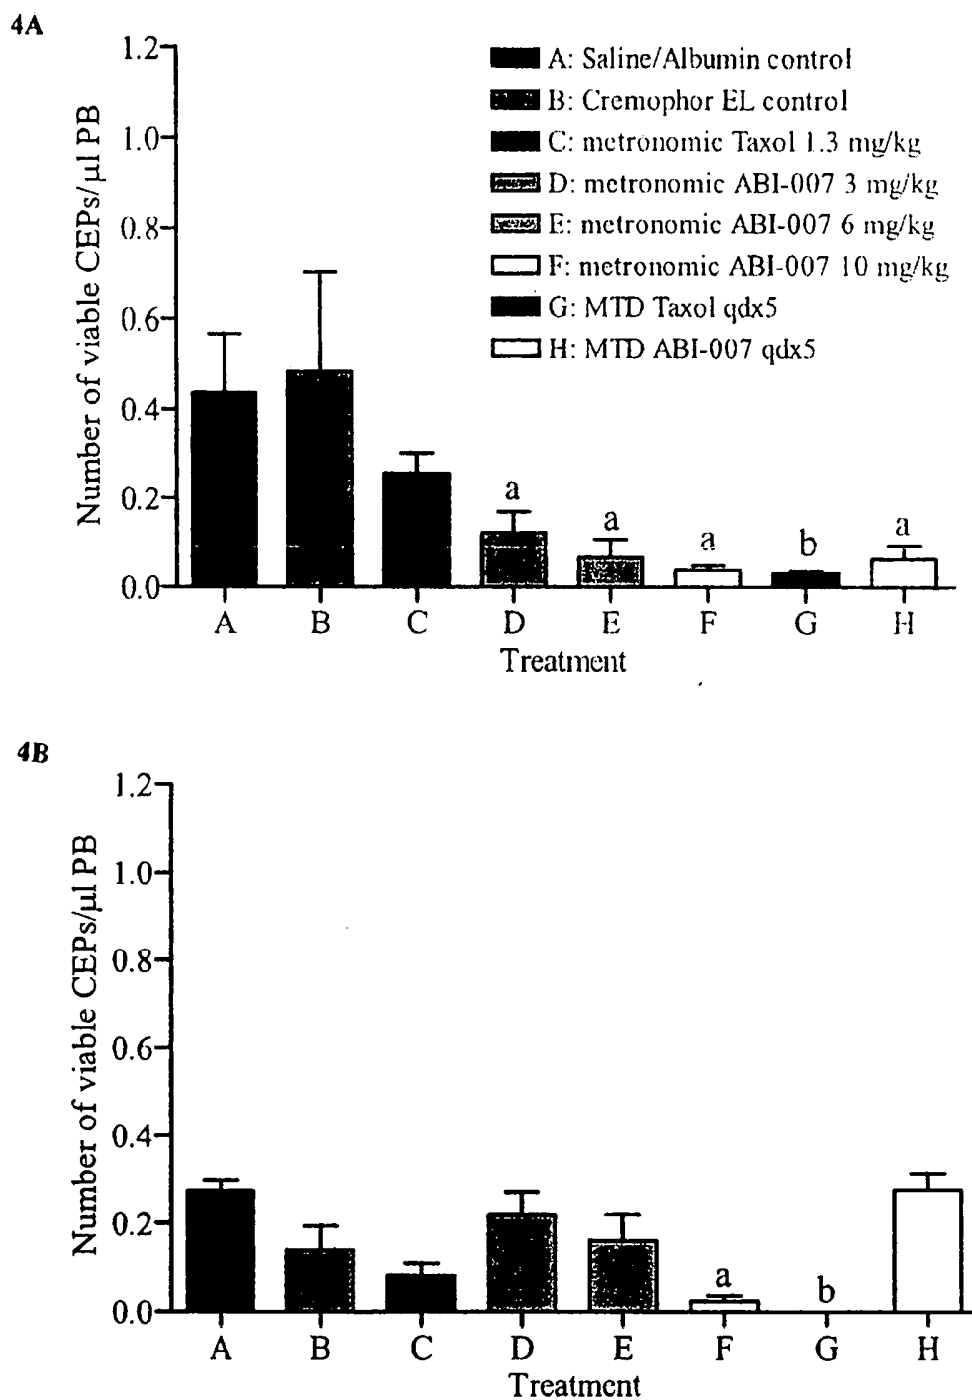 4A
1.2
1.0
0.8
0.6
0.4
0.2
0.0
Number of viable CEPs/µl PB
A: Saline/Albumin control
B: Cremophor EL control
C: metronomic Taxol 1.3 mg/kg
D: metronomic ABI-007 3 mg/kg
E: metronomic ABI-007 6 mg/kg
F: metronomic ABI-007 10 mg/kg
G: MTD Taxol qdx5
H: MTD ABI-007 qdx5
a a a b a
A B C D E F G H
Treatment
4B
1.2
1.0
0.8
0.6
0.4
0.2
0.0
Number of viable CEPs/µl PB
a b
A B C D E F G H
Treatment